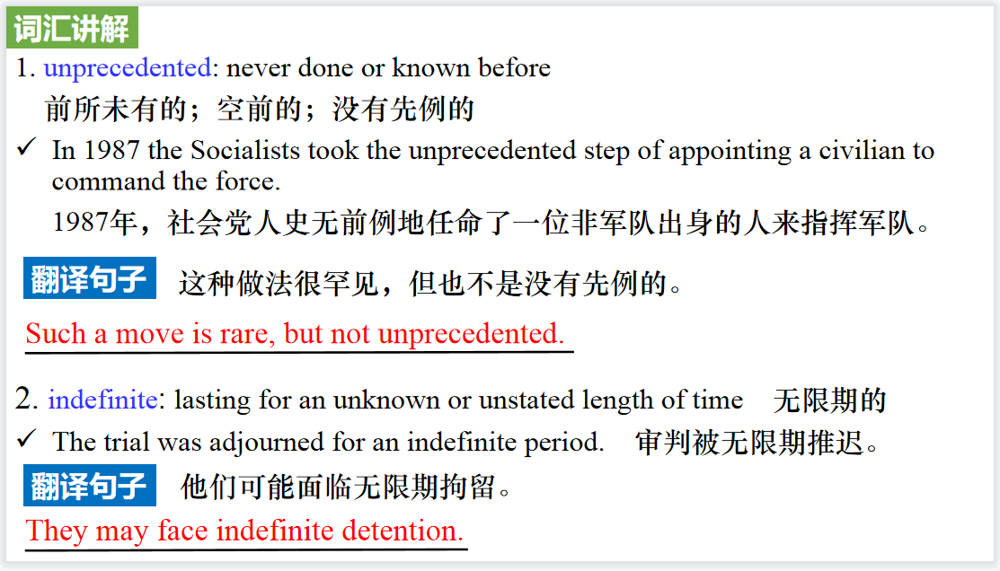 词汇讲解
1. unprecedented: never done or known before
前所未有的；空前的；没有先例的
✓ In 1987 the Socialists took the unprecedented step of appointing a civilian to
command the force.
1987年，社会党人史无前例地任命了一位非军队出身的人来指挥军队。
翻译句子 这种做法很罕见，但也不是没有先例的。
Such a move is rare, but not unprecedented.
2. indefinite: lasting for an unknown or unstated length of time 无限期的
✓ The trial was adjourned for an indefinite period. 审判被无限期推迟。
翻译句子 他们可能面临无限期拘留。
They may face indefinite detention.